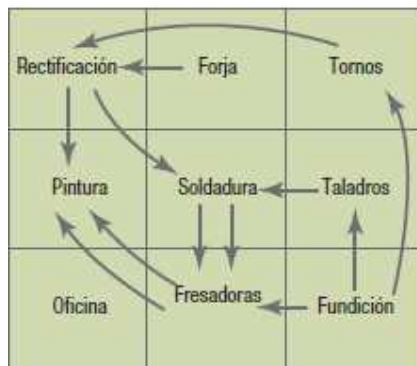 Rectificación Forja Tornos
Pintura Soldadura Taladros
Oficina Fresadoras Fundición